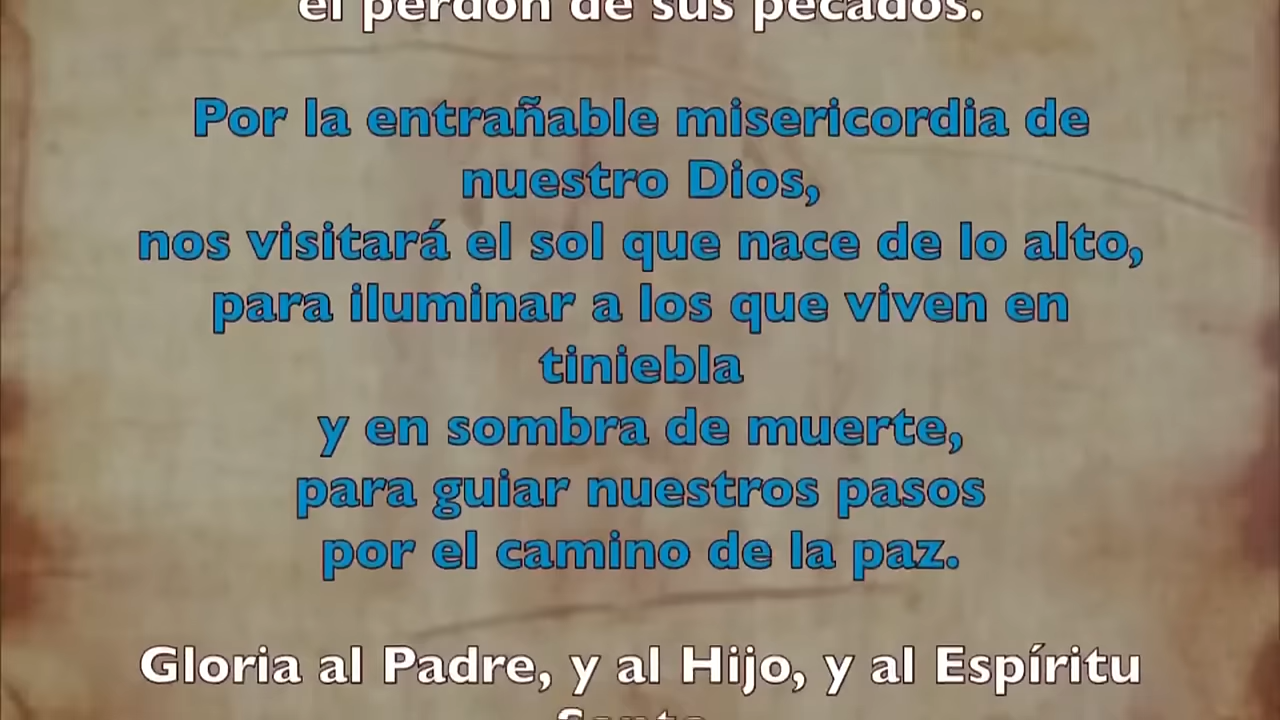 el perdón de sus pecados.
Por la entrañable misericordia de
nuestro Dios,
nos visitará el sol que nace de lo alto,
para iluminar a los que viven en
tiniebla
y en sombra de muerte,
para guiar nuestros pasos
por el camino de la paz.
Gloria al Padre, y al Hijo, y al Espíritu